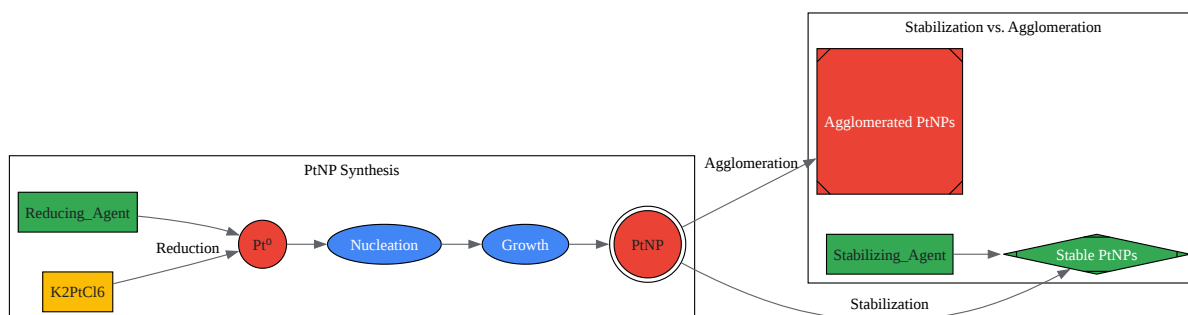 Stabilization vs. Agglomeration
Agglomerated PtNPs
Agglomeration
PtNP Synthesis
Reducing_Agent
Reduction
Pt⁰
Nucleation
Growth
PtNP
K2PtCl6
Stabilizing_Agent
Stable PtNPs
Stabilization